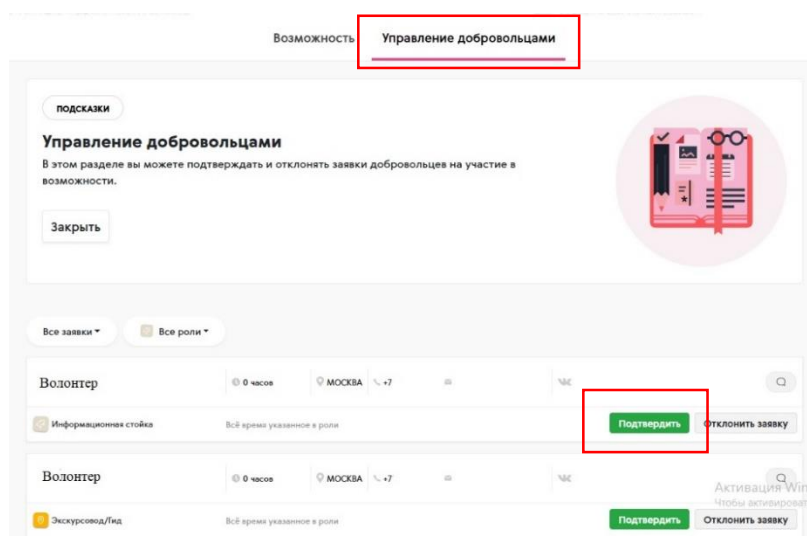 Возможность Управление добровольцами
ПОДСКАЗКИ
Управление добровольцами
В этом разделе вы можете подтверждать и отклонять заявки добровольцев на участие в
возможности.
Закрыть
Все заявки Все роли
Волонтер 0 часов МОСКВА +7
Информационная стойка Всё время указанное в роли Подтвердить Отклонить заявку
Волонтер 0 часов МОСКВА +7
Активация Win
Чтобы активироват
Экскурсовод/Гид Всё время указанное в роли Подтвердить Отклонить заявку